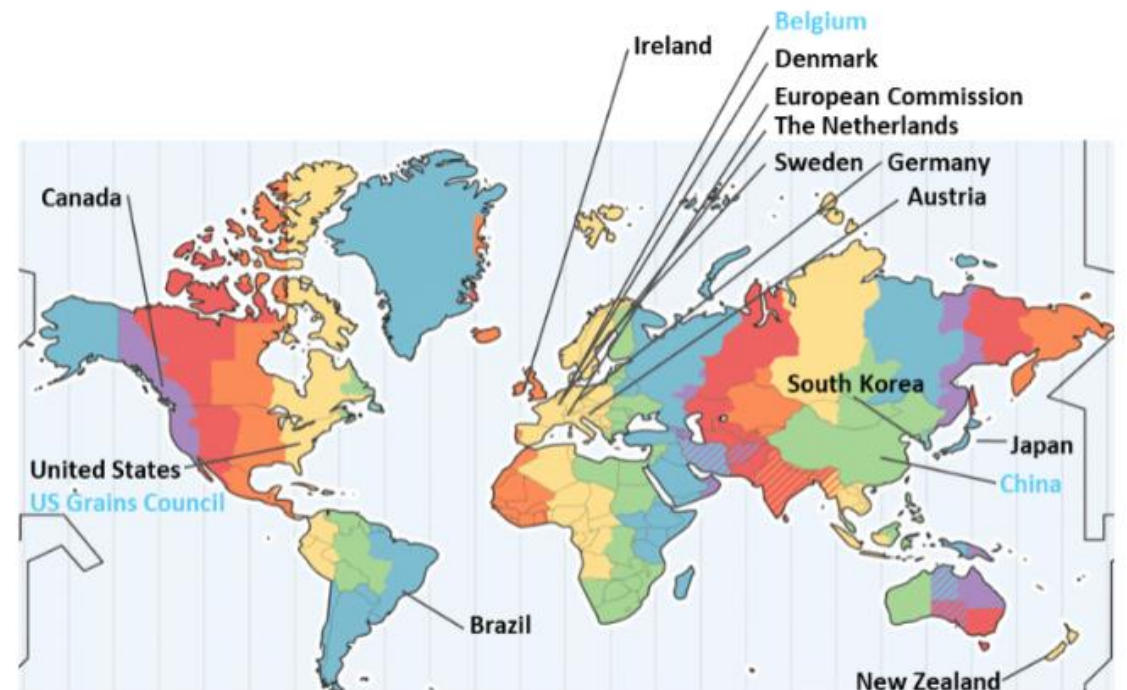 Belgium
Ireland
Denmark
European Commission
The Netherlands
Sweden
Germany
Canada
Austria
South Korea
Japan
United States
China
US Grains Council
Brazil
New Zealand